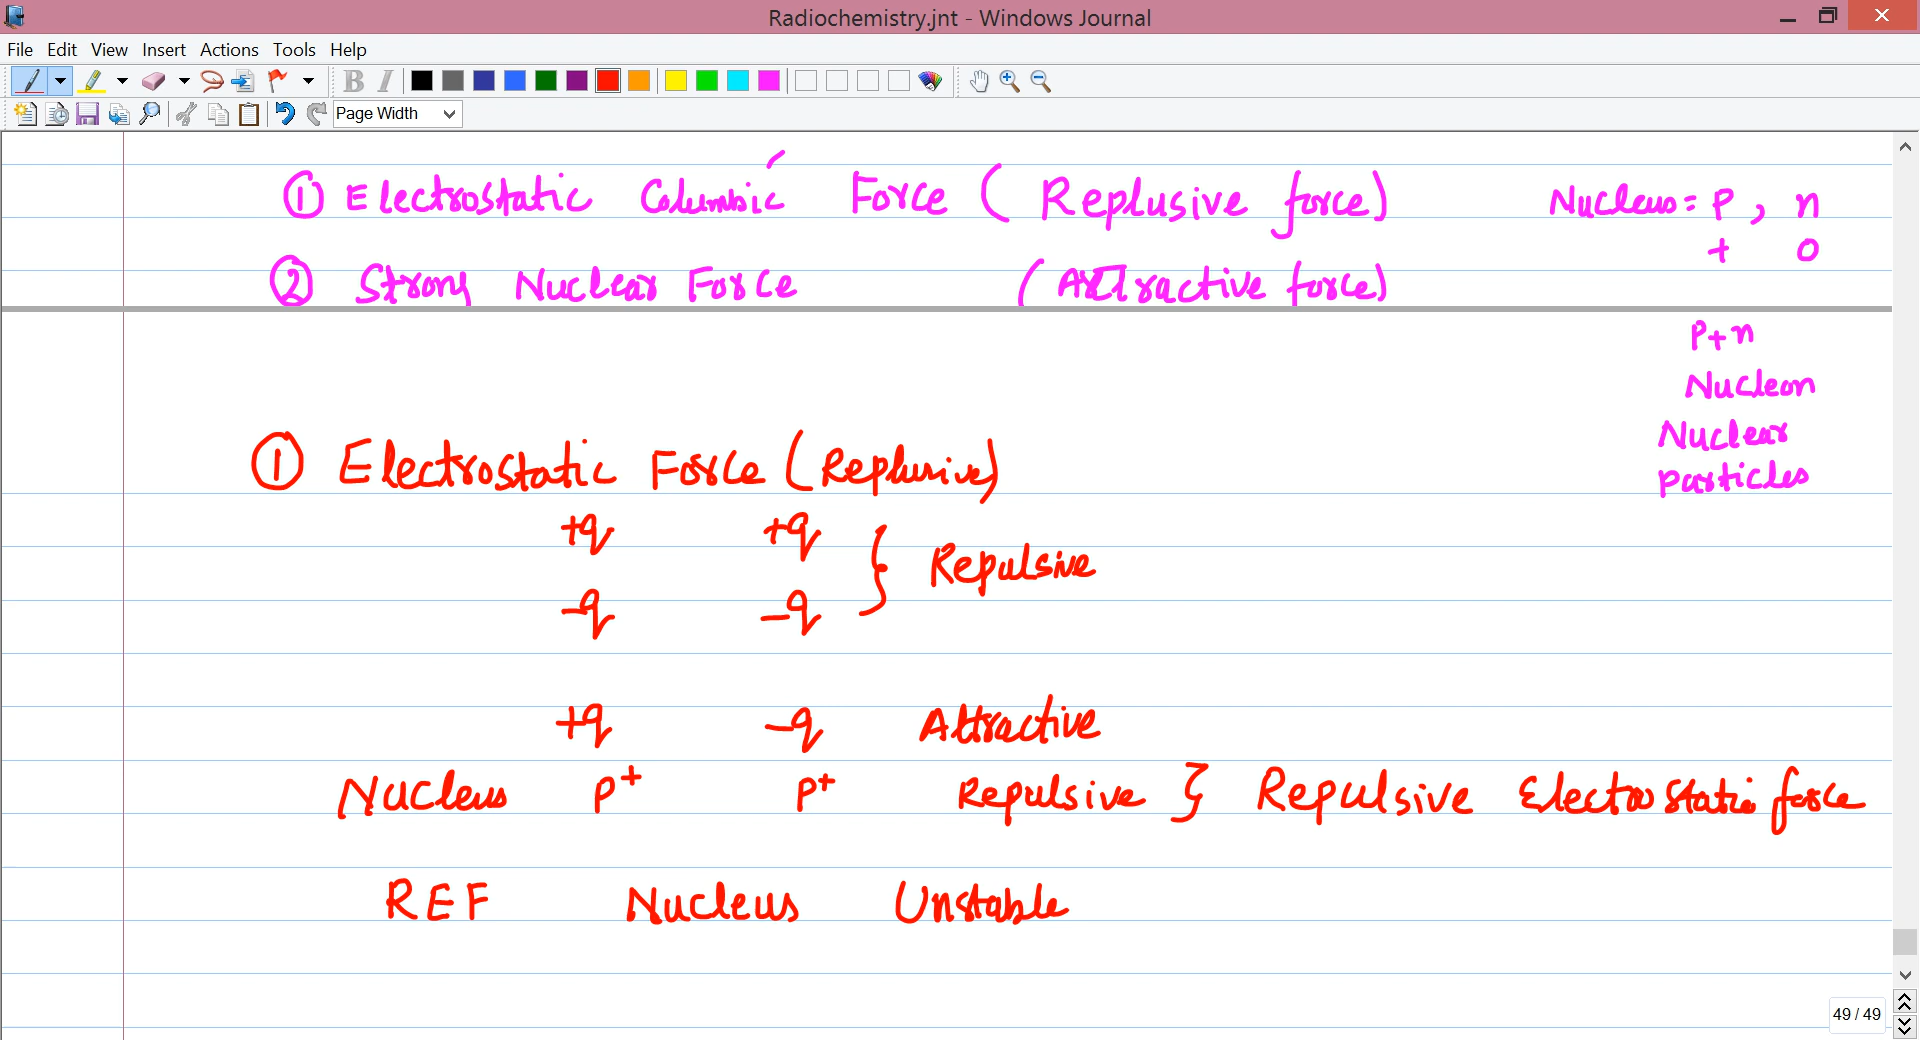 Radiochemistry.jnt - Windows Journal
File Edit View Insert Actions Tools Help
B I
Page Width
① Electrostatic Columbic Force ( Replusive force) Nucleus = P , n
+ 0
② Strong Nuclear Force ( Attractive force)
P+n
Nucleon
Nuclear
particles
① Electrostatic Force (Replusive)
+q +q
} Repulsive
-q -q
+q -q Attractive
Nucleus p+ p+ Repulsive } Repulsive Electrostatic force
REF Nucleus Unstable
49 / 49